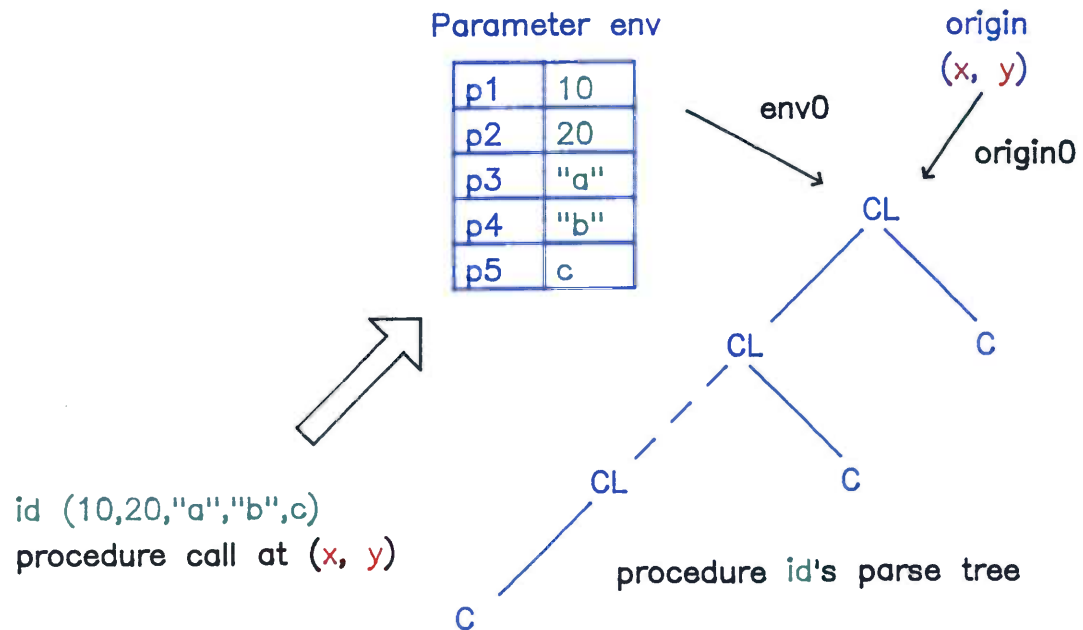 Parameter env
origin
(x, y)
p1 10
p2 20
p3 "a"
p4 "b"
p5 c
env0
origin0
CL
CL
C
CL
C
C
id (10,20,"a","b",c)
procedure call at (x, y)
procedure id's parse tree